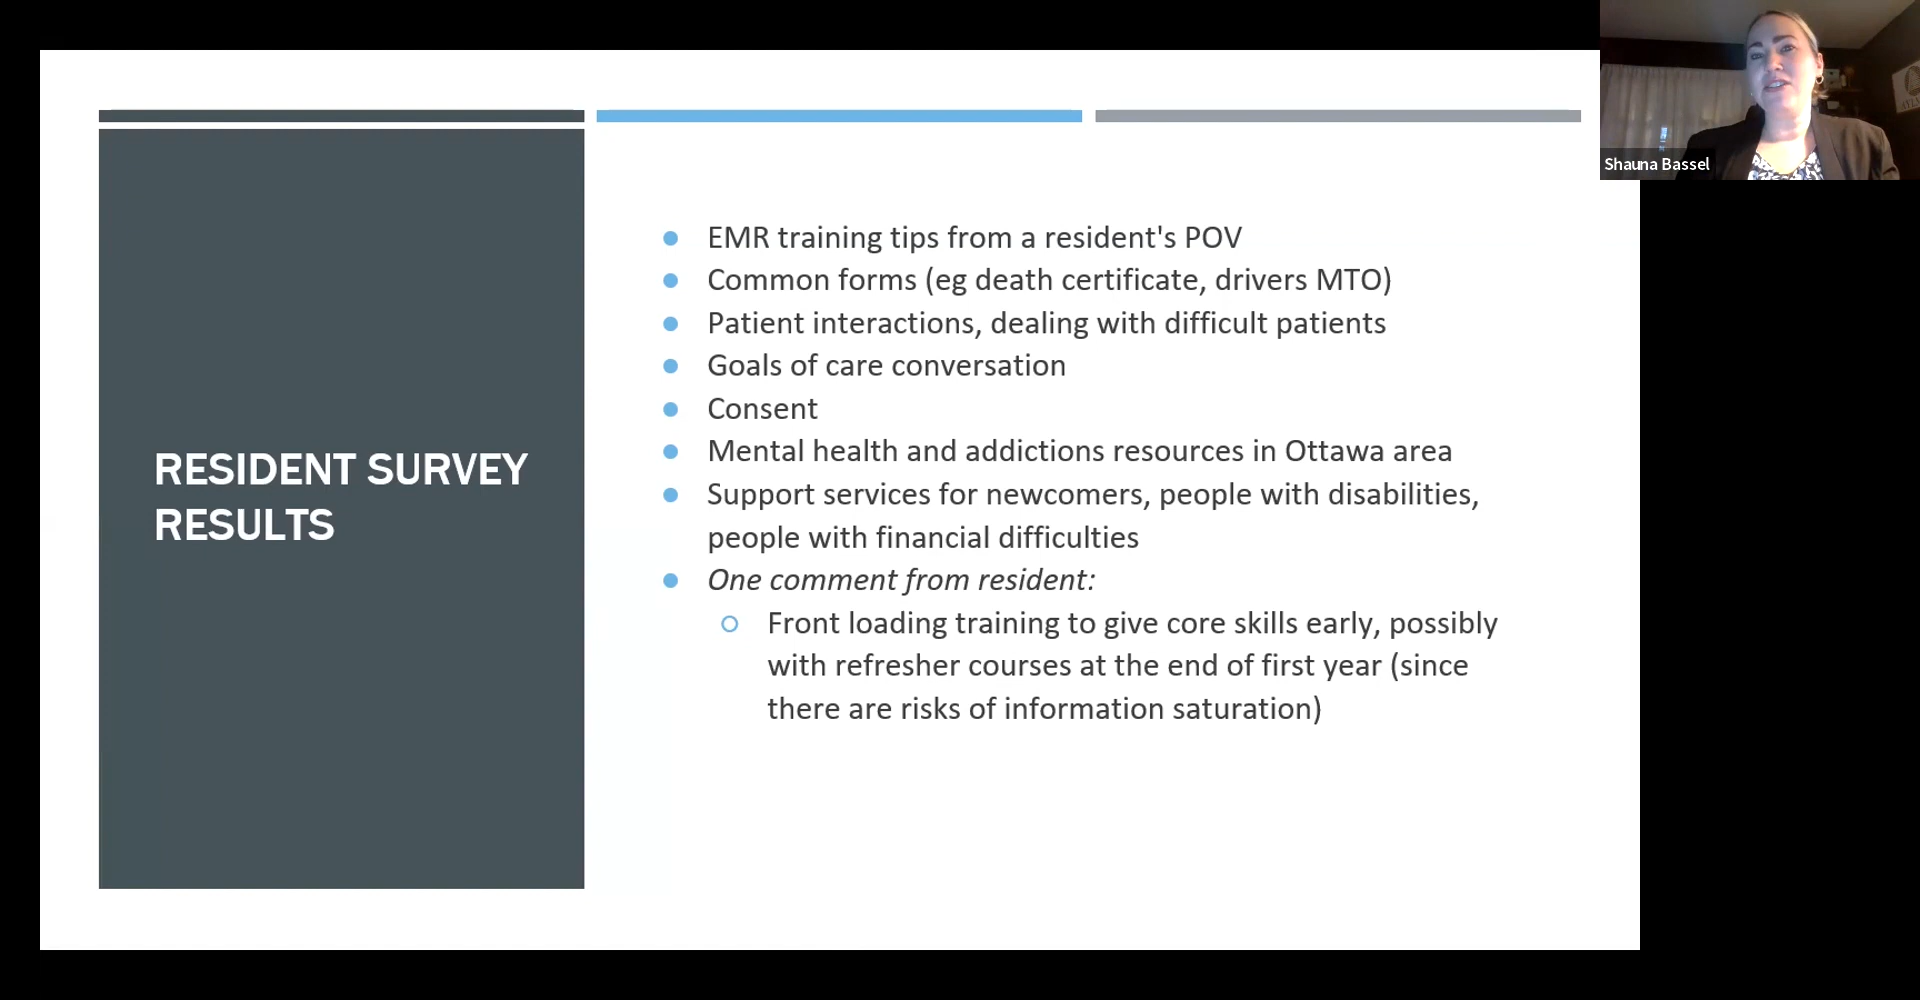 RESIDENT SURVEY
RESULTS
EMR training tips from a resident's POV
Common forms (eg death certificate, drivers MTO)
Patient interactions, dealing with difficult patients
Goals of care conversation
Consent
Mental health and addictions resources in Ottawa area
Support services for newcomers, people with disabilities,
people with financial difficulties
One comment from resident:
Front loading training to give core skills early, possibly
with refresher courses at the end of first year (since
there are risks of information saturation)
Shauna Bassel